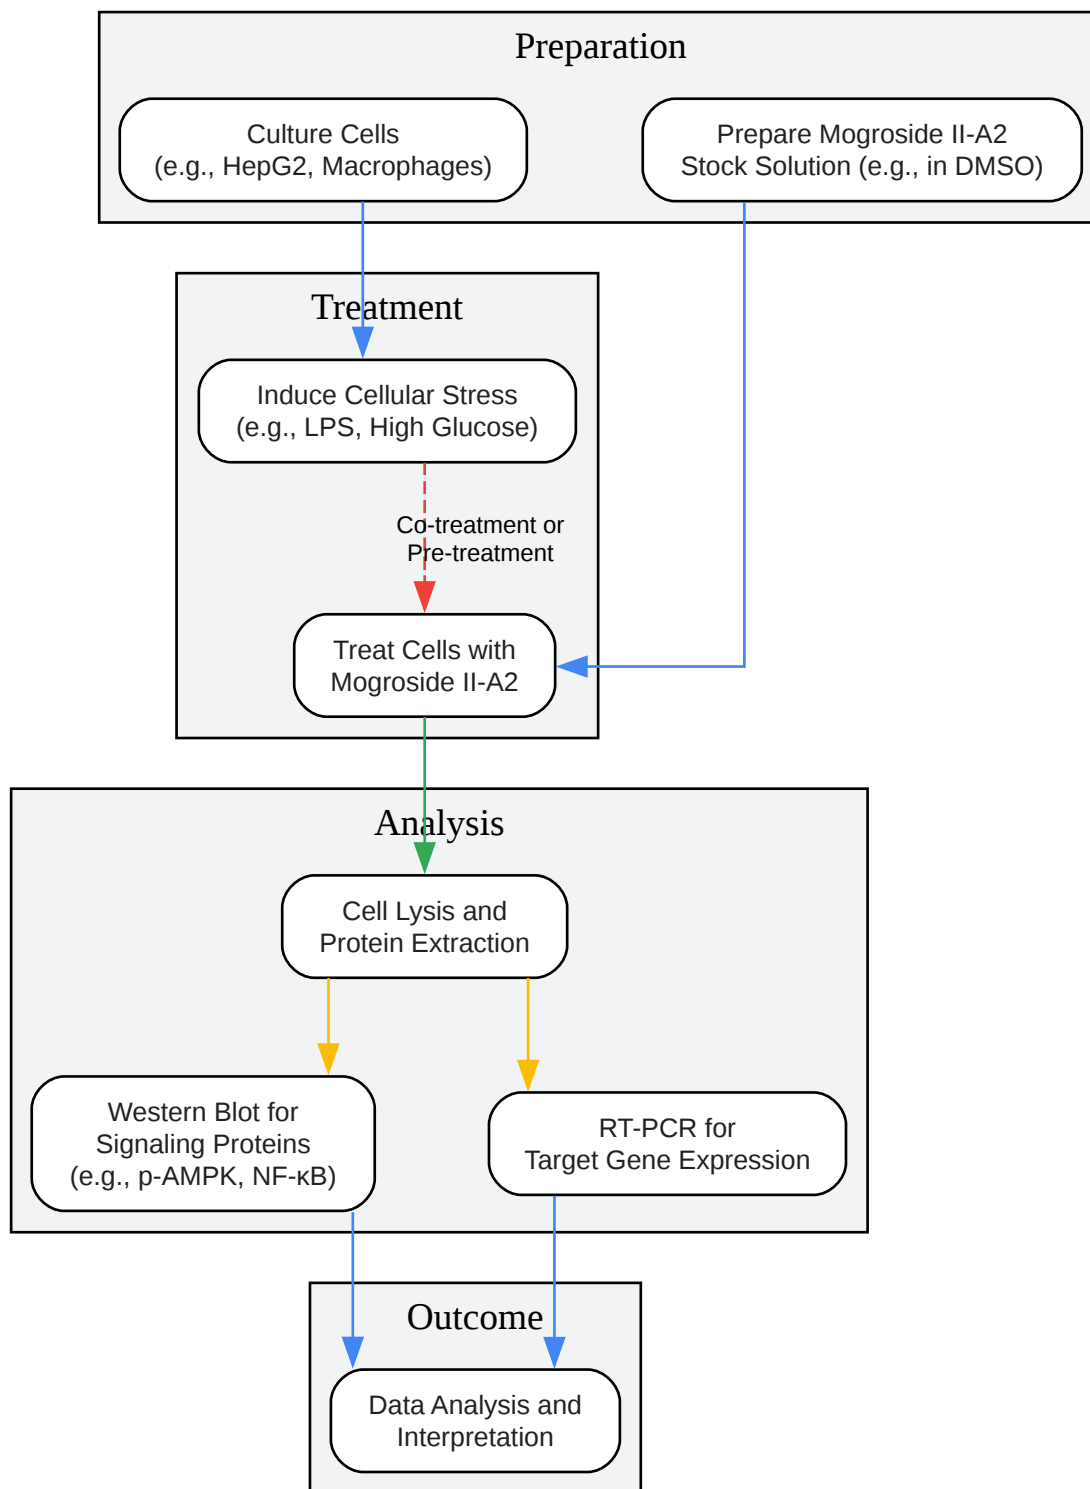 Preparation
Culture Cells
(e.g., HepG2, Macrophages)
Prepare Mogroside II-A2
Stock Solution (e.g., in DMSO)
Treatment
Induce Cellular Stress
(e.g., LPS, High Glucose)
Co-treatment or
Pre-treatment
Treat Cells with
Mogroside II-A2
Analysis
Cell Lysis and
Protein Extraction
Western Blot for
Signaling Proteins
(e.g., p-AMPK, NF-κB)
RT-PCR for
Target Gene Expression
Outcome
Data Analysis and
Interpretation